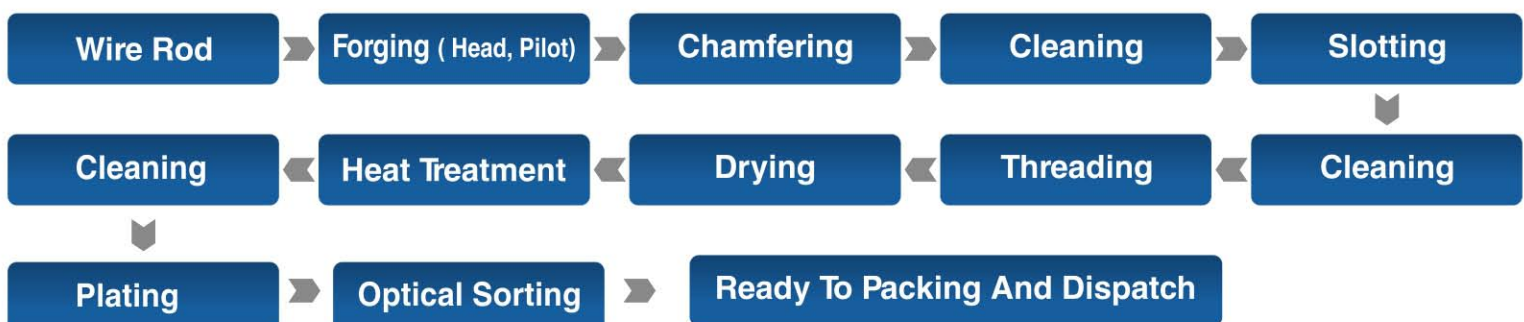 Wire Rod
Forging ( Head, Pilot)
Chamfering
Cleaning
Slotting
Cleaning
Threading
Drying
Heat Treatment
Cleaning
Plating
Optical Sorting
Ready To Packing And Dispatch